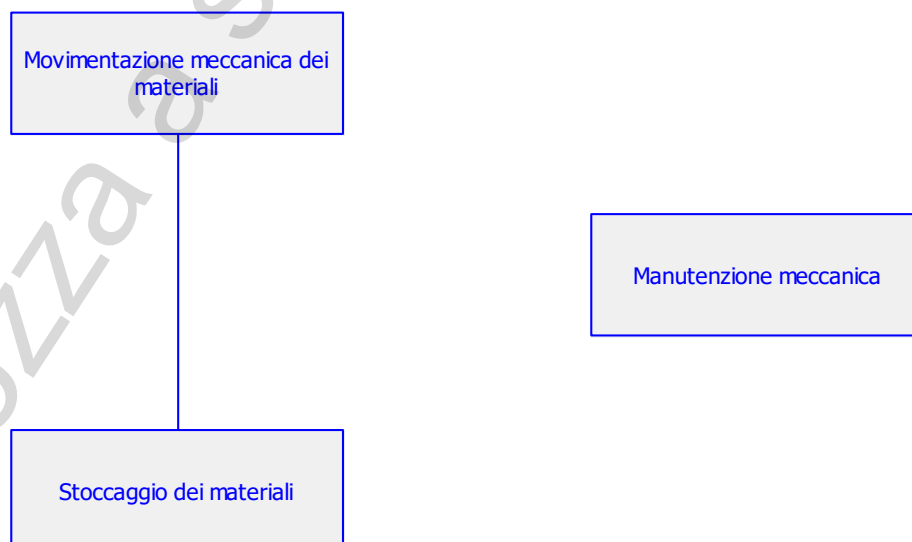 Movimentazione meccanica dei
materiali
Manutenzione meccanica
Stoccaggio dei materiali